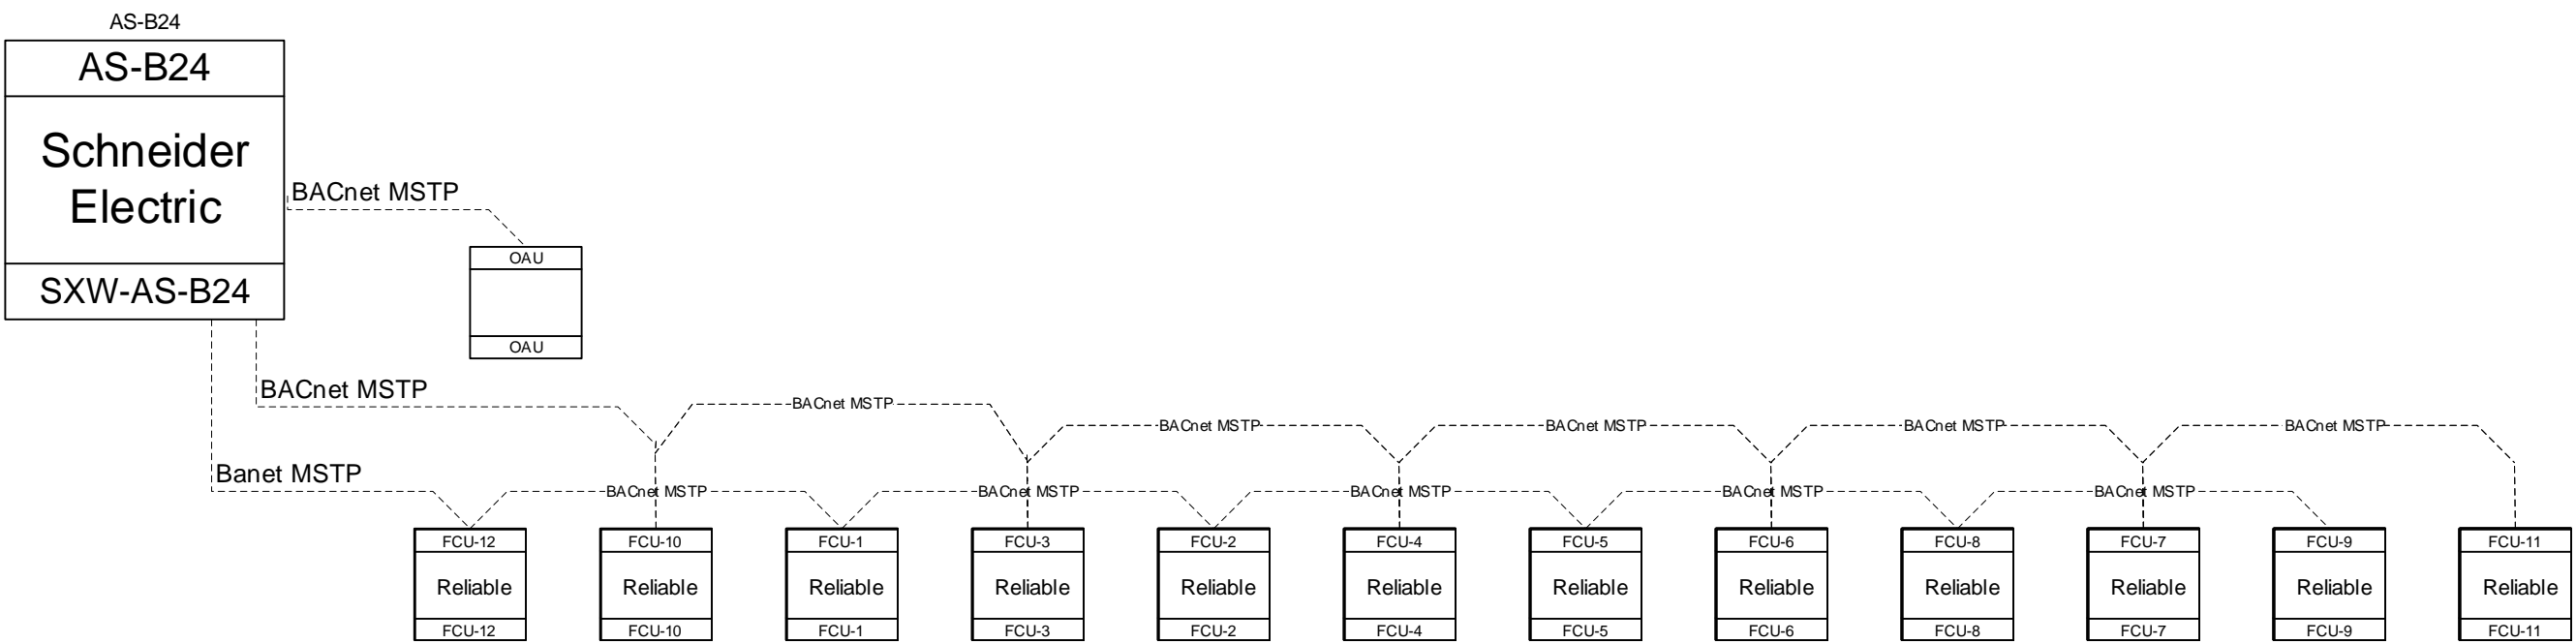 AS-B24
AS-B24
Schneider
Electric
SXW-AS-B24
BACnet MSTP
OAU
OAU
BACnet MSTP
BACnet MSTP
BACnet MSTP
BACnet MSTP
BACnet MSTP
BACnet MSTP
Banet MSTP
BACnet MSTP
BACnet MSTP
BACnet MSTP
BACnet MSTP
BACnet MSTP
FCU-12
Reliable
FCU-12
FCU-10
Reliable
FCU-10
FCU-1
Reliable
FCU-1
FCU-3
Reliable
FCU-3
FCU-2
Reliable
FCU-2
FCU-4
Reliable
FCU-4
FCU-5
Reliable
FCU-5
FCU-6
Reliable
FCU-6
FCU-8
Reliable
FCU-8
FCU-7
Reliable
FCU-7
FCU-9
Reliable
FCU-9
FCU-11
Reliable
FCU-11